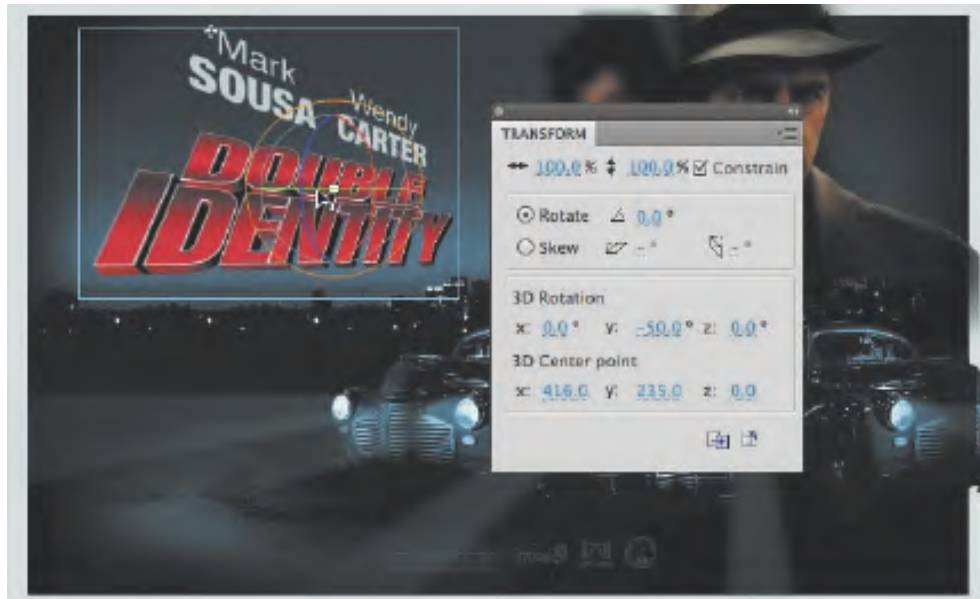 *Mark
SOUSA
Wendy
CARTER
DOUBLE
IDENTITY
TRANSFORM
100.0 % 100.0 % Constrain
Rotate 0.0 °
Skew - ° - °
3D Rotation
x: 0.0 ° y: -50.0 ° z: 0.0 °
3D Center point
x: 416.0 y: 235.0 z: 0.0